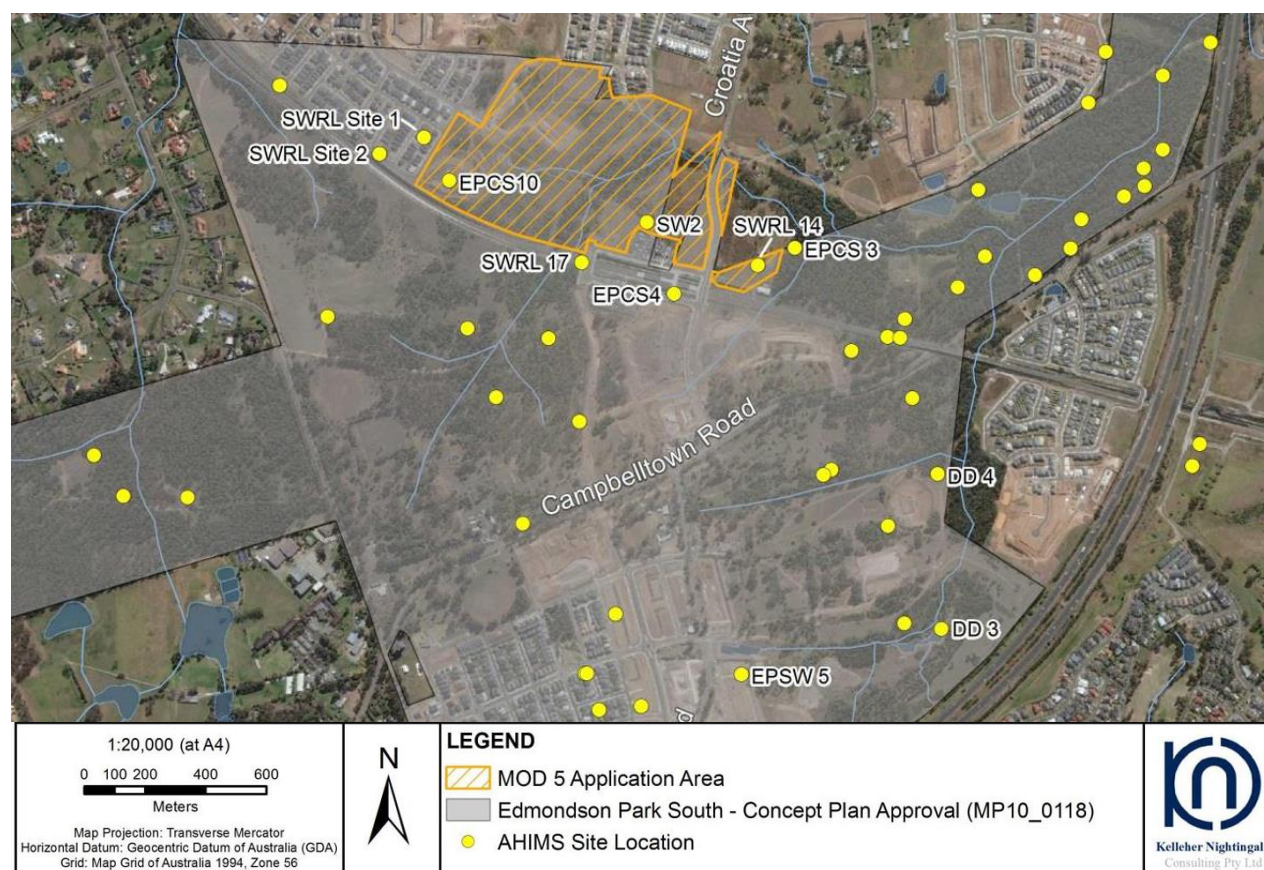 Croatia A
SWRL Site 1
SWRL Site 2
EPCS10
SW2
SWRL 14
EPCS 3
SWRL 17
EPCS4
Campbelltown Road
DD 4
DD 3
EPSW 5
d
1:20,000 (at A4)
0 100 200 400 600
Meters
Map Projection: Transverse Mercator
Horizontal Datum: Geocentric Datum of Australia (GDA)
Grid: Map Grid of Australia 1994, Zone 56
N
LEGEND
MOD 5 Application Area
Edmondson Park South - Concept Plan Approval (MP10_0118)
AHIMS Site Location
kn
Kelleher Nightingal
Consulting Pty Ltd